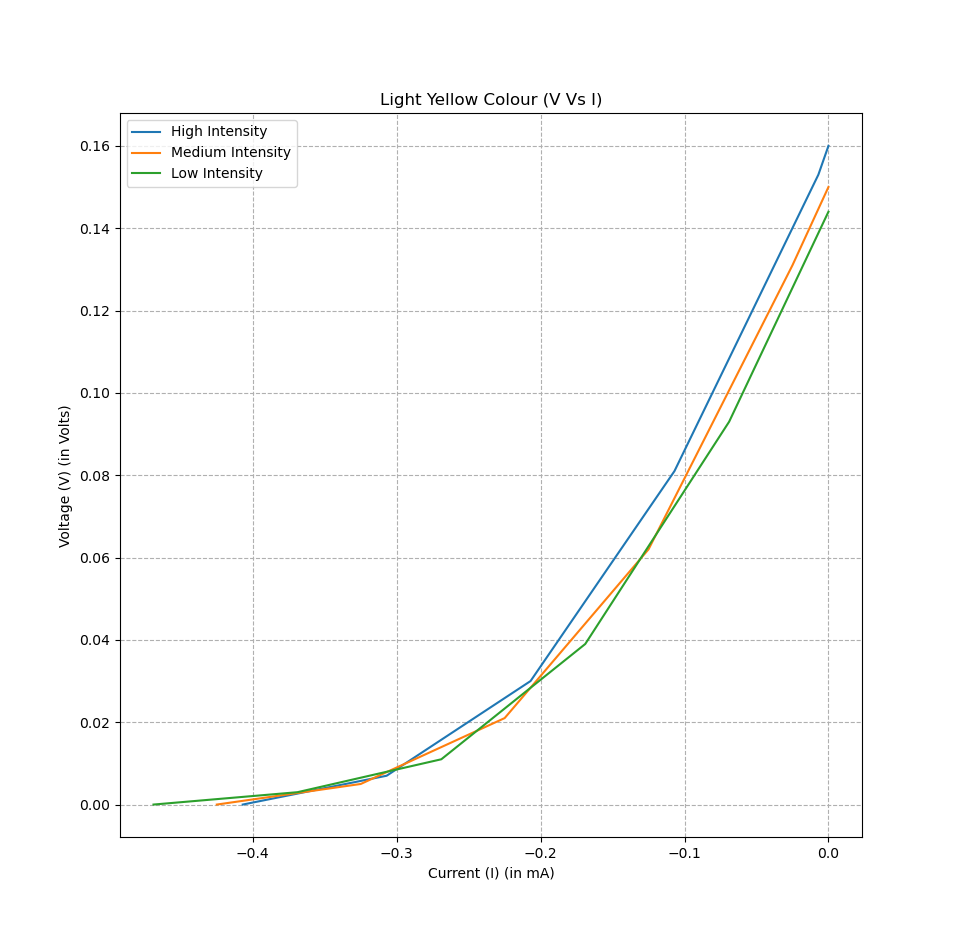 Light Yellow Colour (V Vs I)
High Intensity
Medium Intensity
Low Intensity
0.16
0.14
0.12
0.10
0.08
0.06
0.04
0.02
0.00
Voltage (V) (in Volts)
−0.4 −0.3 −0.2 −0.1 0.0
Current (I) (in mA)